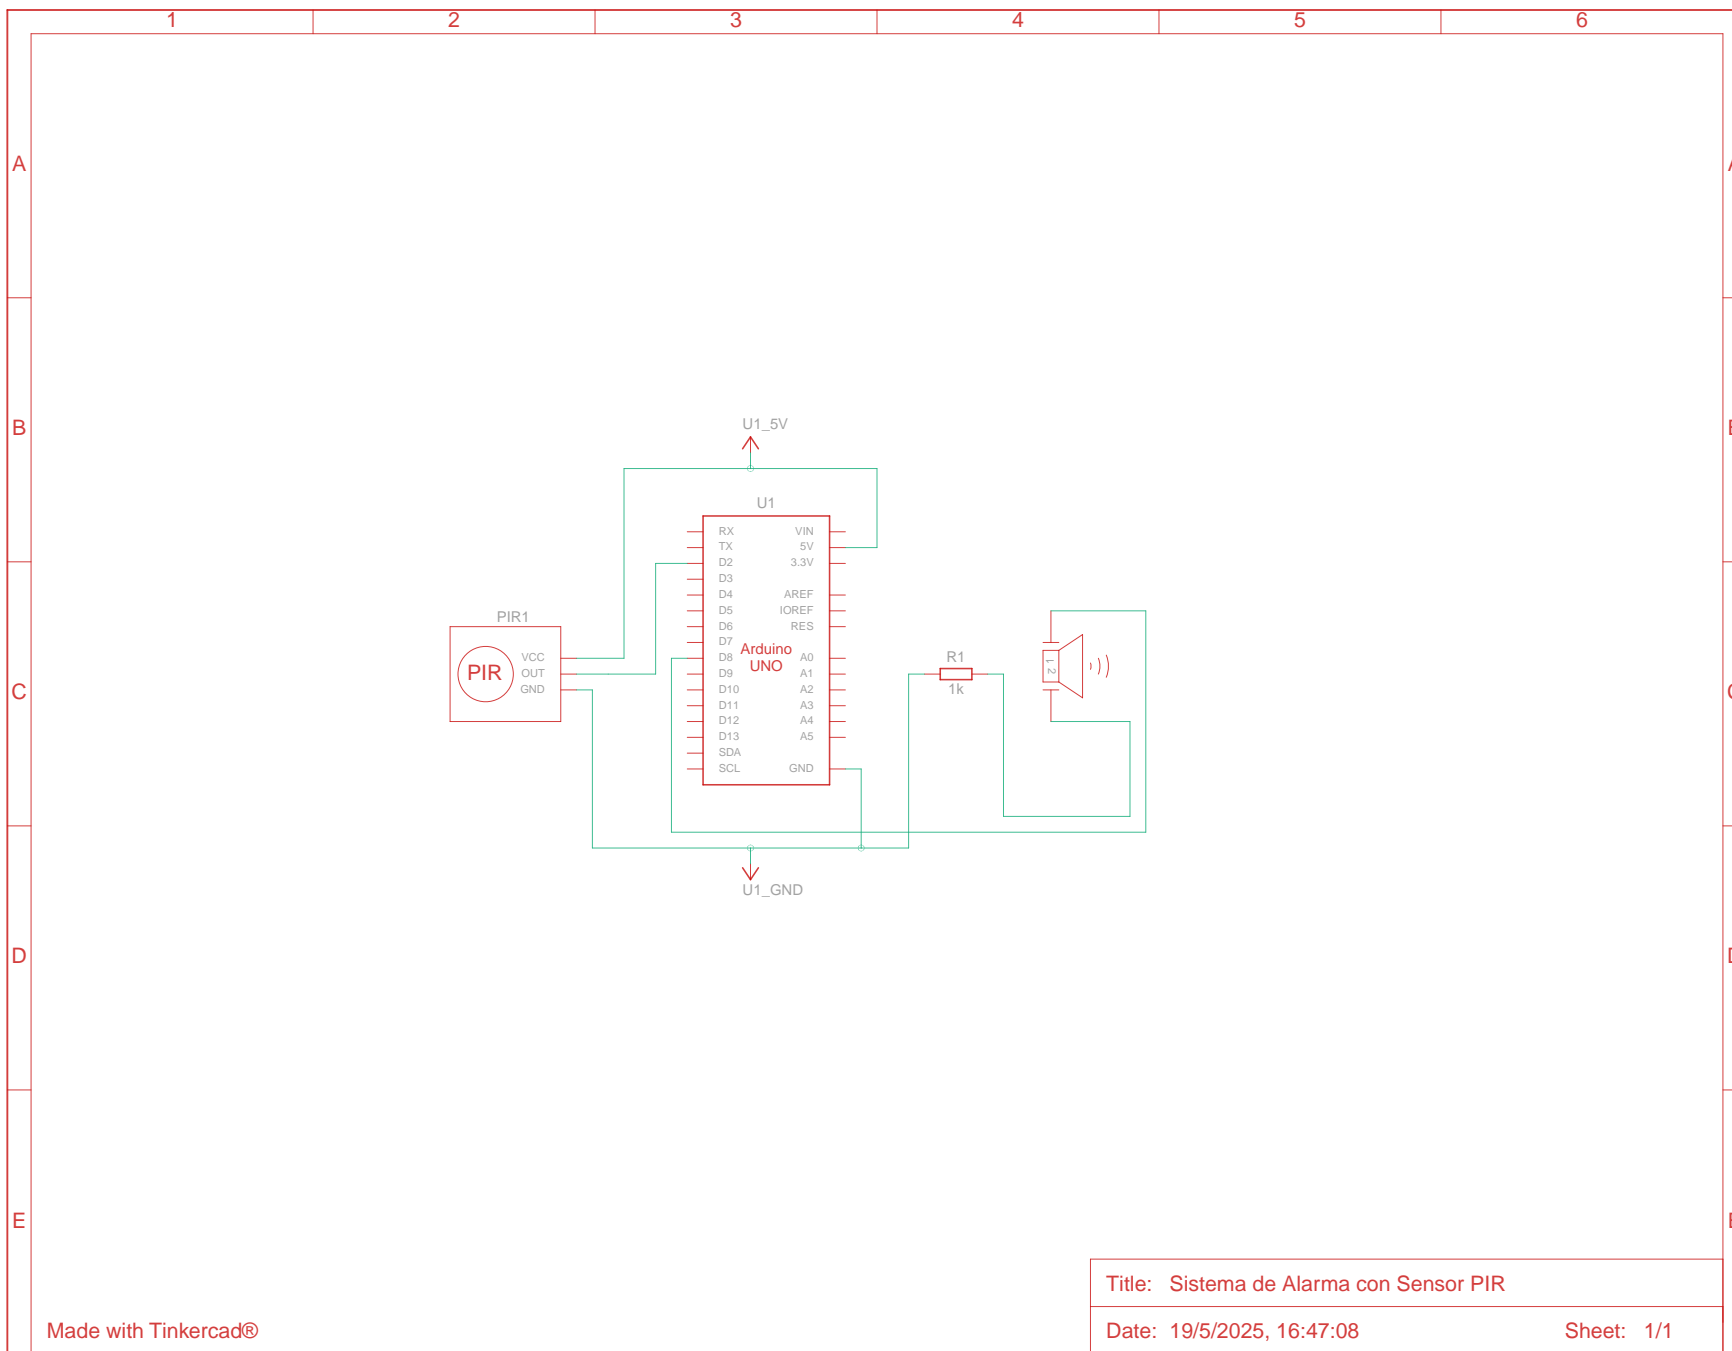 1 2 3 4 5 6
A
B
C
D
E
U1_5V
U1
RX VIN
TX 5V
D2 3.3V
D3
D4 AREF
D5 IOREF
D6 RES
D7
Arduino
UNO
D8 A0
D9 A1
D10 A2
D11 A3
D12 A4
D13 A5
SDA
SCL GND
PIR1
PIR
VCC
OUT
GND
R1
1k
1 2
U1_GND
Title: Sistema de Alarma con Sensor PIR
Date: 19/5/2025, 16:47:08 Sheet: 1/1
Made with Tinkercad®